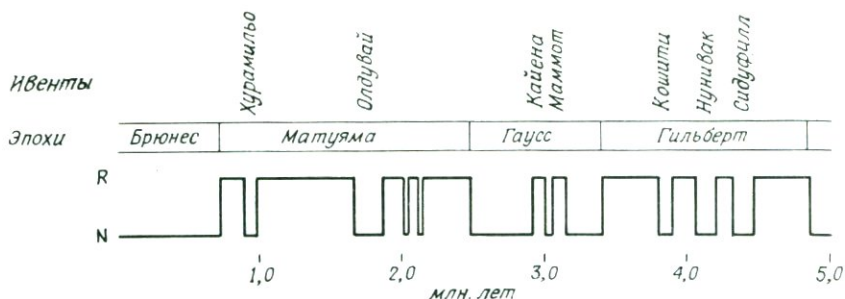 Ивенты Хурамильо Олдувай Кайена Маммот Кошити Нунивак Сидуфилл
Эпохи Брюнес Матуяма Гаусс Гильберт
R
N
1,0 2,0 3,0 4,0 5,0
млн. лет